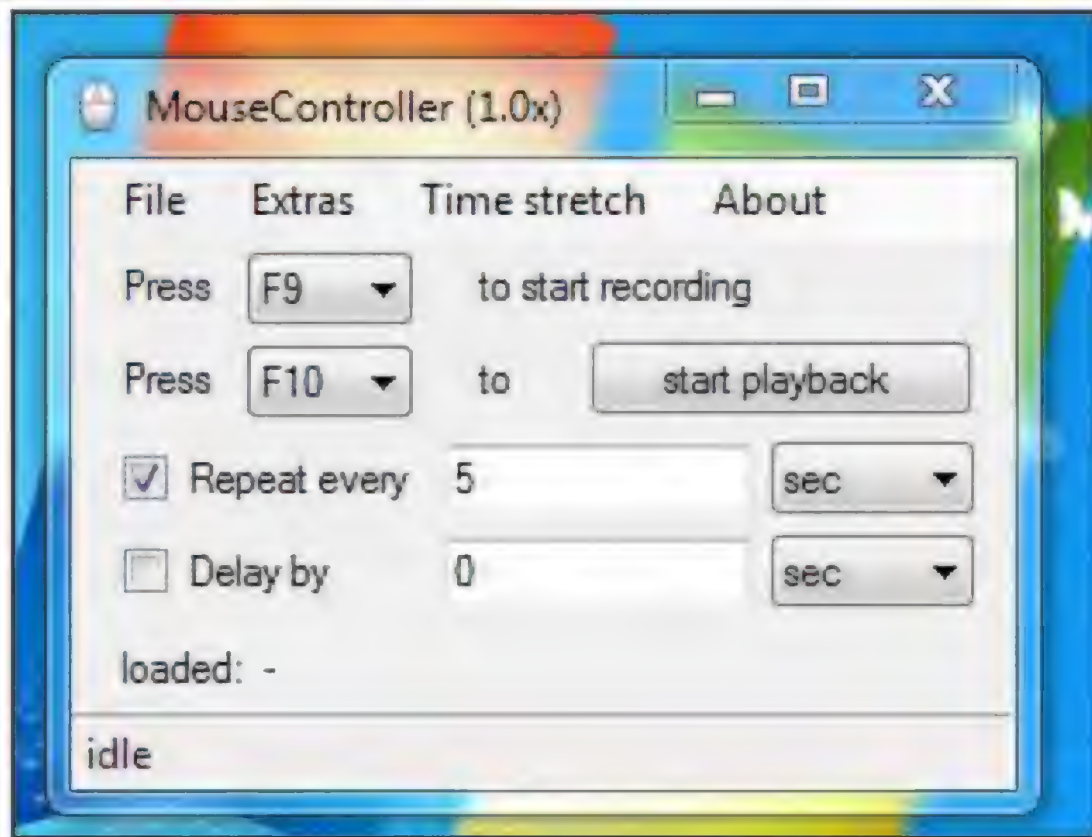 MouseController (1.0x)
File Extras Time stretch About
Press F9 to start recording
Press F10 to start playback
Repeat every 5 sec
Delay by 0 sec
loaded: -
idle